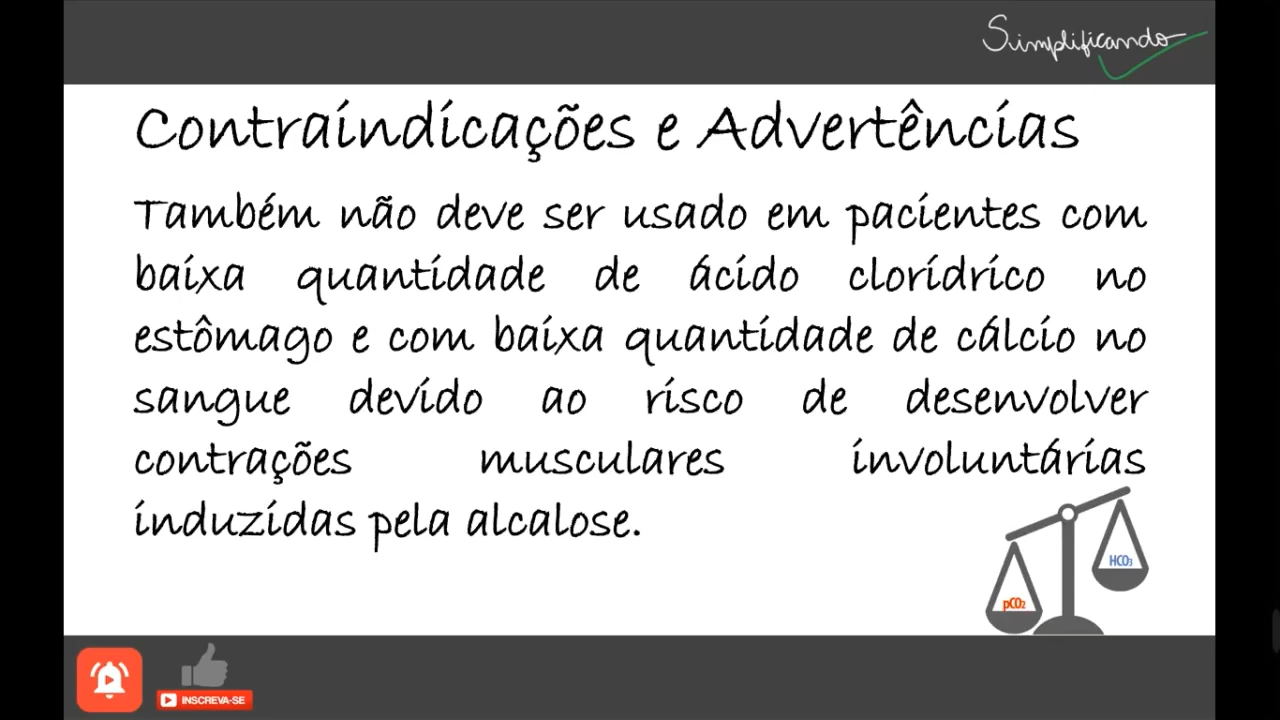 Simplificando
Contraindicações e Advertências
Também não deve ser usado em pacientes com
baixa quantidade de ácido clorídrico no
estômago e com baixa quantidade de cálcio no
sangue devido ao risco de desenvolver
contrações musculares involuntárias
induzidas pela alcalose.
HCO₃
pCO₂
INSCREVA-SE